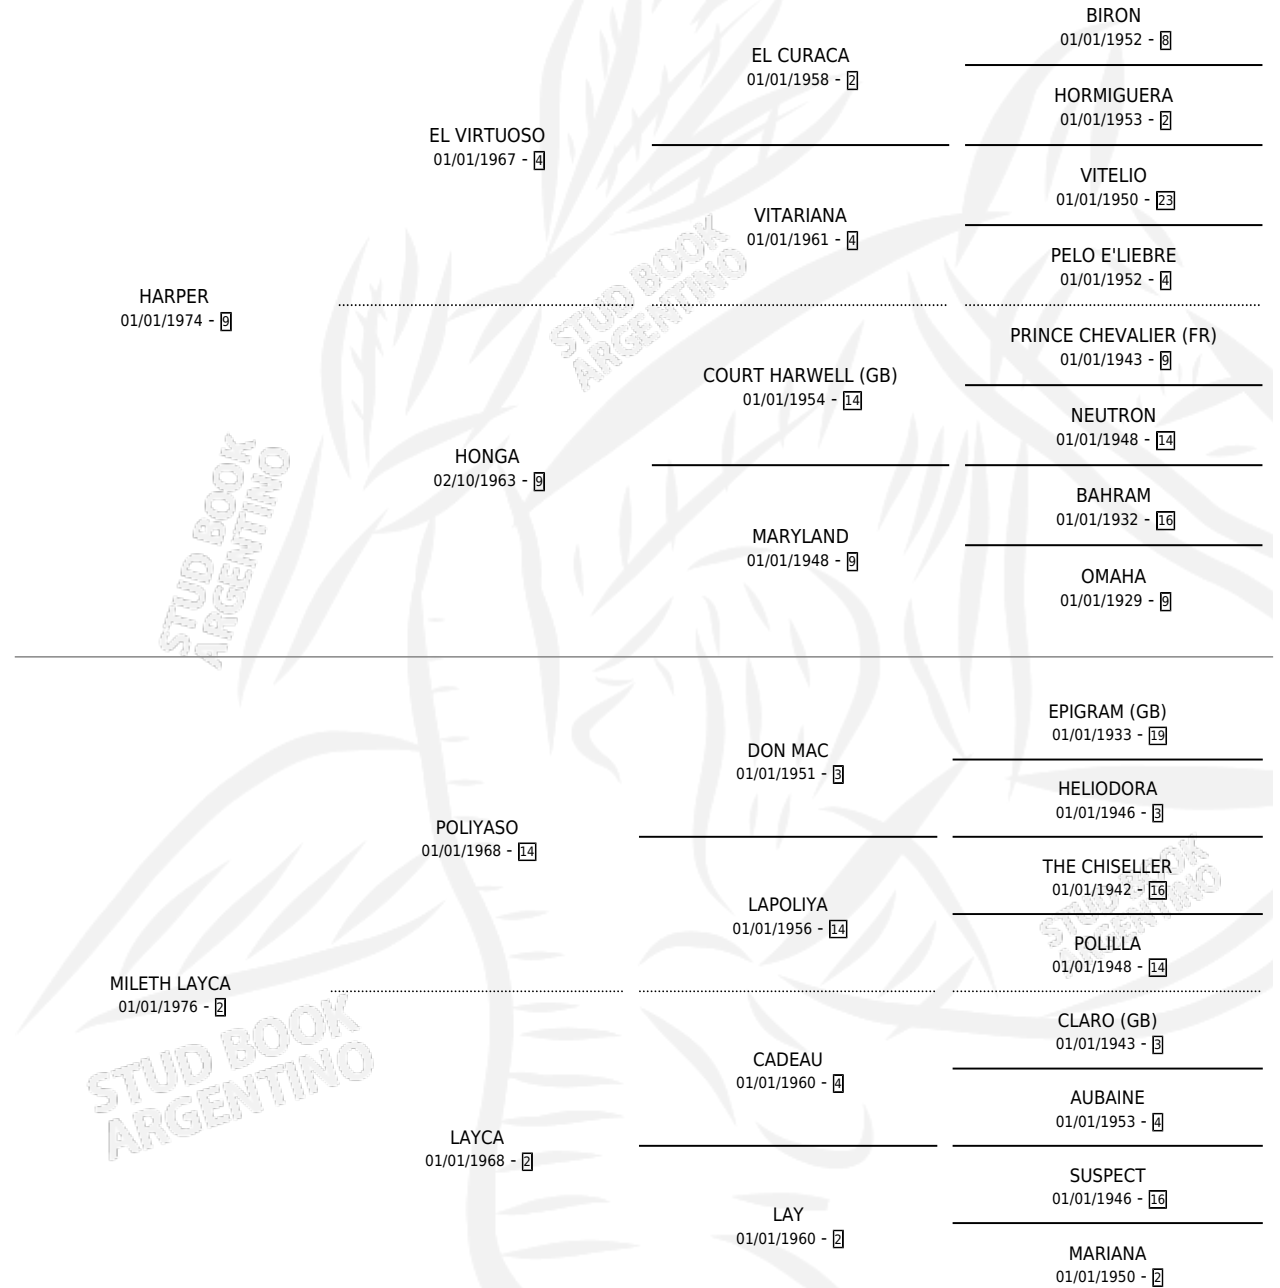 BIRON
01/01/1952 - 8
EL CURACA
01/01/1958 - 2
HORMIGUERA
01/01/1953 - 2
EL VIRTUOSO
01/01/1967 - 4
VITELIO
01/01/1950 - 23
VITARIANA
01/01/1961 - 4
PELO E'LIEBRE
01/01/1952 - 4
HARPER
01/01/1974 - 9
PRINCE CHEVALIER (FR)
01/01/1943 - 9
COURT HARWELL (GB)
01/01/1954 - 14
NEUTRON
01/01/1948 - 14
HONGA
02/10/1963 - 9
BAHRAM
01/01/1932 - 16
MARYLAND
01/01/1948 - 9
OMAHA
01/01/1929 - 9
STUD BOOK
ARGENTINO
STUD BOOK
ARGENTINO
EPIGRAM (GB)
01/01/1933 - 19
DON MAC
01/01/1951 - 3
HELIODORA
01/01/1946 - 3
POLIYASO
01/01/1968 - 14
THE CHISELLER
01/01/1942 - 16
LAPOLIYA
01/01/1956 - 14
POLILLA
01/01/1948 - 14
STUD BOOK
ARGENTINO
MILETH LAYCA
01/01/1976 - 2
CLARO (GB)
01/01/1943 - 3
CADEAU
01/01/1960 - 4
AUBAINE
01/01/1953 - 4
STUD BOOK
ARGENTINO
LAYCA
01/01/1968 - 2
SUSPECT
01/01/1946 - 16
LAY
01/01/1960 - 2
MARIANA
01/01/1950 - 2